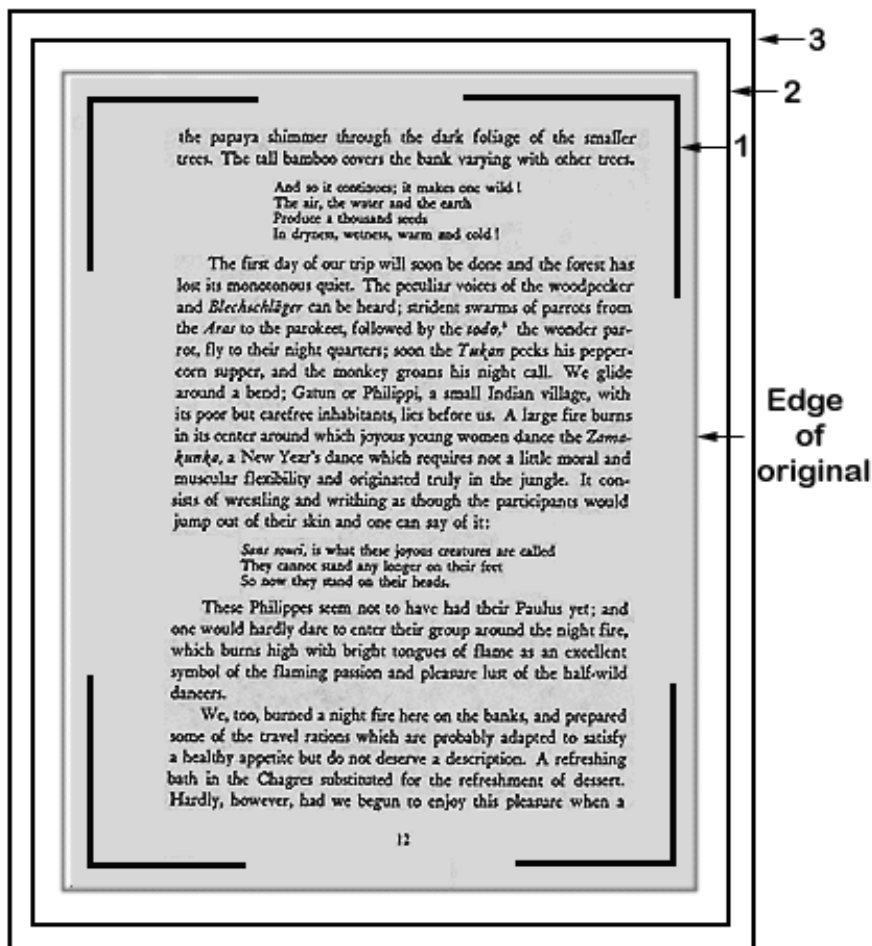 3
2
1
the papaya shimmer through the dark foliage of the smaller
trees. The tall bamboo covers the bank varying with other trees.
And so it continues; it makes one wild!
The air, the water and the earth
Produce a thousand seeds
In dryness, wetness, warm and cold!
The first day of our trip will soon be done and the forest has
lost its monotonous quiet. The peculiar voices of the woodpecker
and Blechschläger can be heard; strident swarms of parrots from
the Aras to the parokeet, followed by the sodo, the wonder par-
rot, fly to their night quarters; soon the Tukan pecks his pepper-
corn supper, and the monkey groans his night call. We glide
around a bend; Gatun or Philippi, a small Indian village, with
its poor but carefree inhabitants, lies before us. A large fire burns
in its center around which joyous young women dance the Zama-
kunka, a New Year's dance which requires not a little moral and
muscular flexibility and originated truly in the jungle. It con-
sists of wrestling and writhing as though the participants would
jump out of their skin and one can say of it:
Sans souci, is what these joyous creatures are called
They cannot stand any longer on their feet
So now they stand on their heads.
These Philippes seem not to have had their Paulus yet; and
one would hardly dare to enter their group around the night fire,
which burns high with bright tongues of flame as an excellent
symbol of the flaming passion and pleasure lust of the half-wild
dancers.
We, too, burned a night fire here on the banks, and prepared
some of the travel rations which are probably adapted to satisfy
a healthy appetite but do not deserve a description. A refreshing
bath in the Chagres substituted for the refreshment of dessert.
Hardly, however, had we begun to enjoy this pleasure when a
12
Edge
of
original